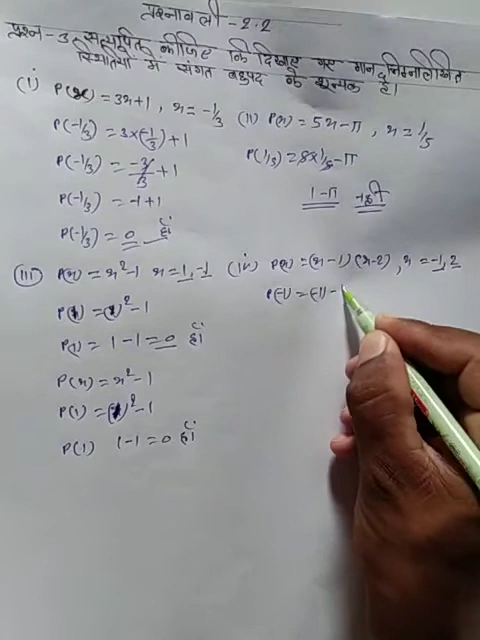 प्रश्नावली-2.2
प्रश्न-3. सत्यापित कीजिए कि दिखाए गए मान निम्नलिखित
स्थितियों में संगत बहुपद के शून्यक हैं।
(i) P(x) = 3x+1, x = -1/3
P(-1/3) = 3×(-1/3)+1
P(-1/3) = -3/3+1
P(-1/3) = -1+1
P(-1/3) = 0 हाँ
(ii) P(x) = 5x-π, x = 1/5
P(1/3) = 5×1/5-π
1-π नहीं
(iii) P(x) = x²-1 x = 1, -1
P(1) = (1)²-1
P(1) = 1-1=0 हाँ
P(x) = x²-1
P(1) = (1)²-1
P(1) 1-1=0 हाँ
(iv) P(x) = (x-1)(x-2), x = -1, 2
P(-1) = (-1) -